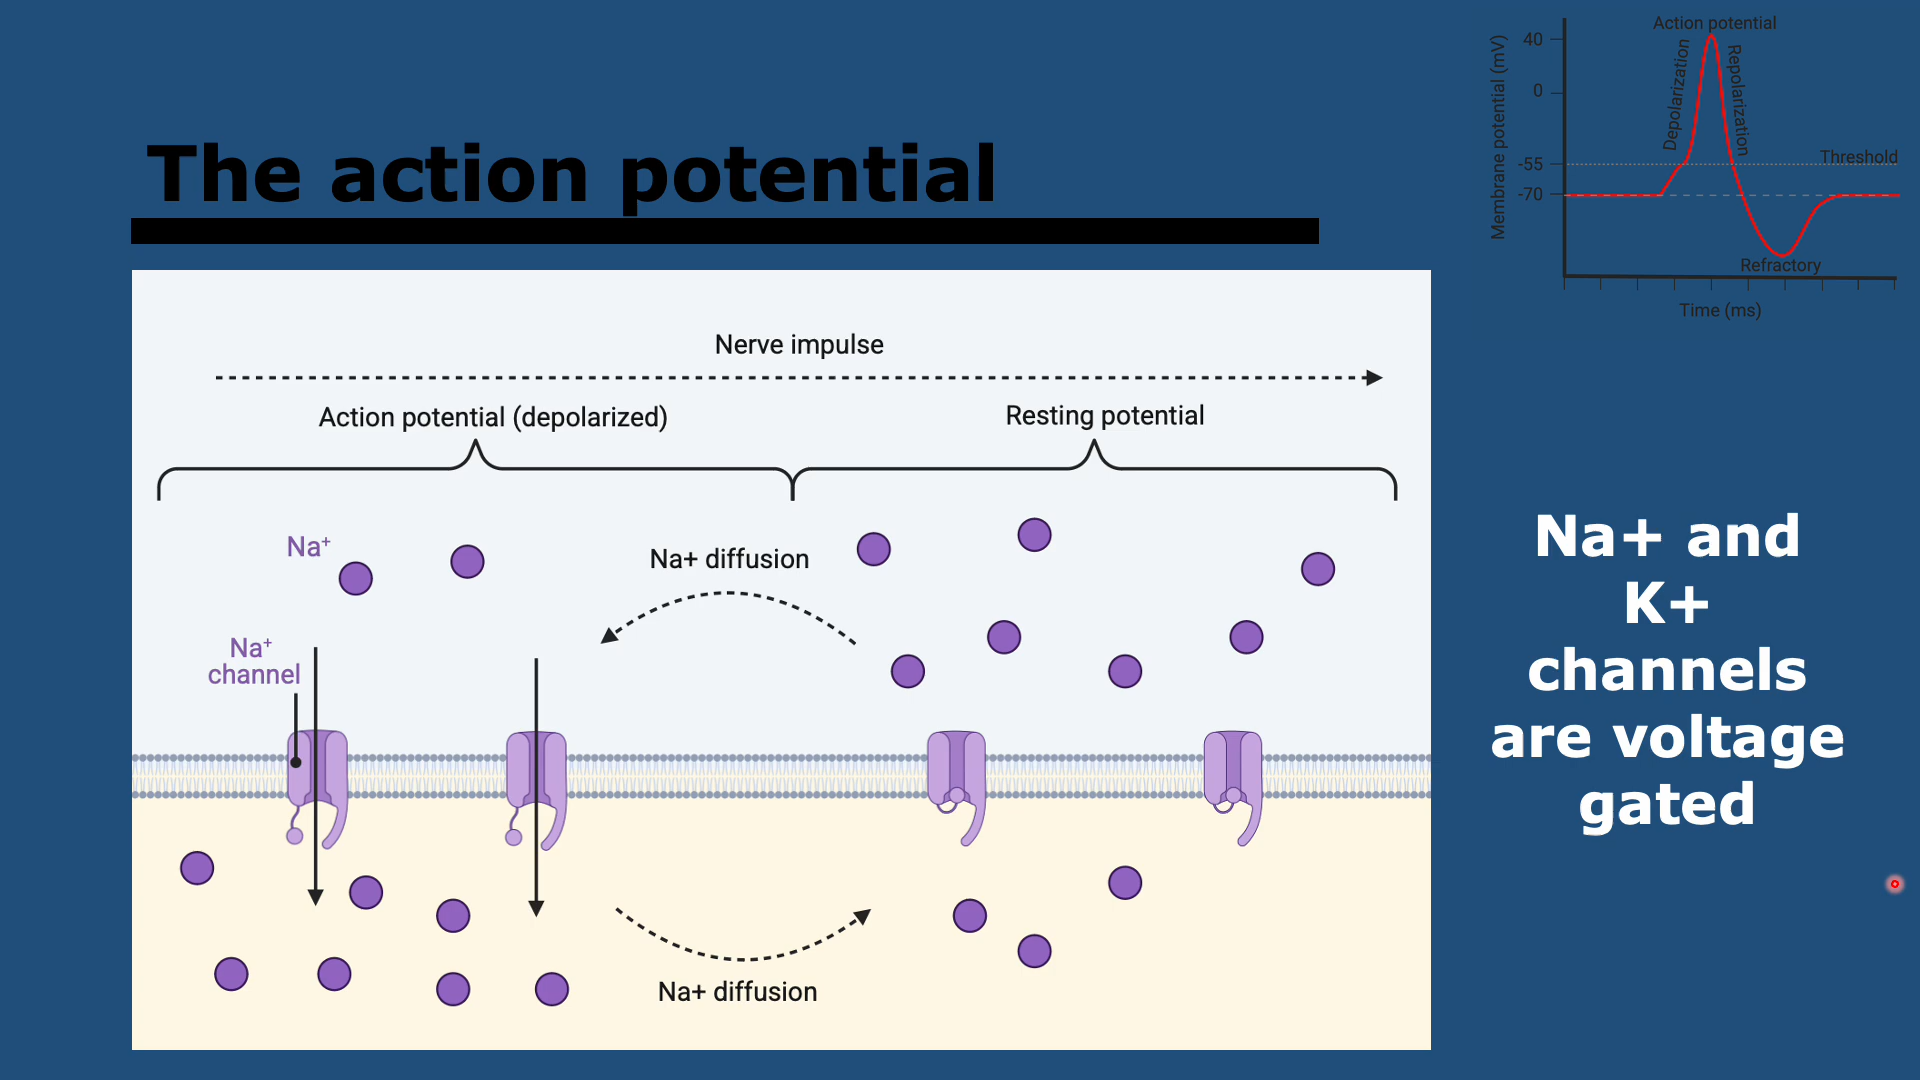 The action potential
Nerve impulse
Action potential (depolarized)
Resting potential
Na⁺
Na+ diffusion
Na⁺
channel
Na+ diffusion
Action potential
Membrane potential (mV)
40
0
-55
-70
Depolarization
Repolarization
Threshold
Refractory
Time (ms)
Na+ and
K+
channels
are voltage
gated